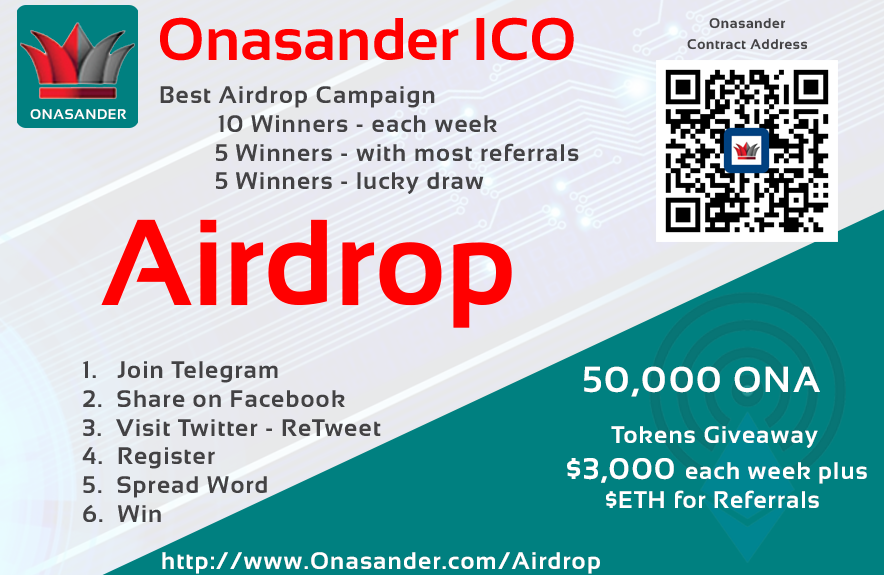 ONASANDER
Onasander ICO
Best Airdrop Campaign
10 Winners - each week
5 Winners - with most referrals
5 Winners - lucky draw
Onasander
Contract Address
Airdrop
1. Join Telegram
2. Share on Facebook
3. Visit Twitter - ReTweet
4. Register
5. Spread Word
6. Win
50,000 ONA
Tokens Giveaway
$3,000 each week plus
$ETH for Referrals
http://www.Onasander.com/Airdrop